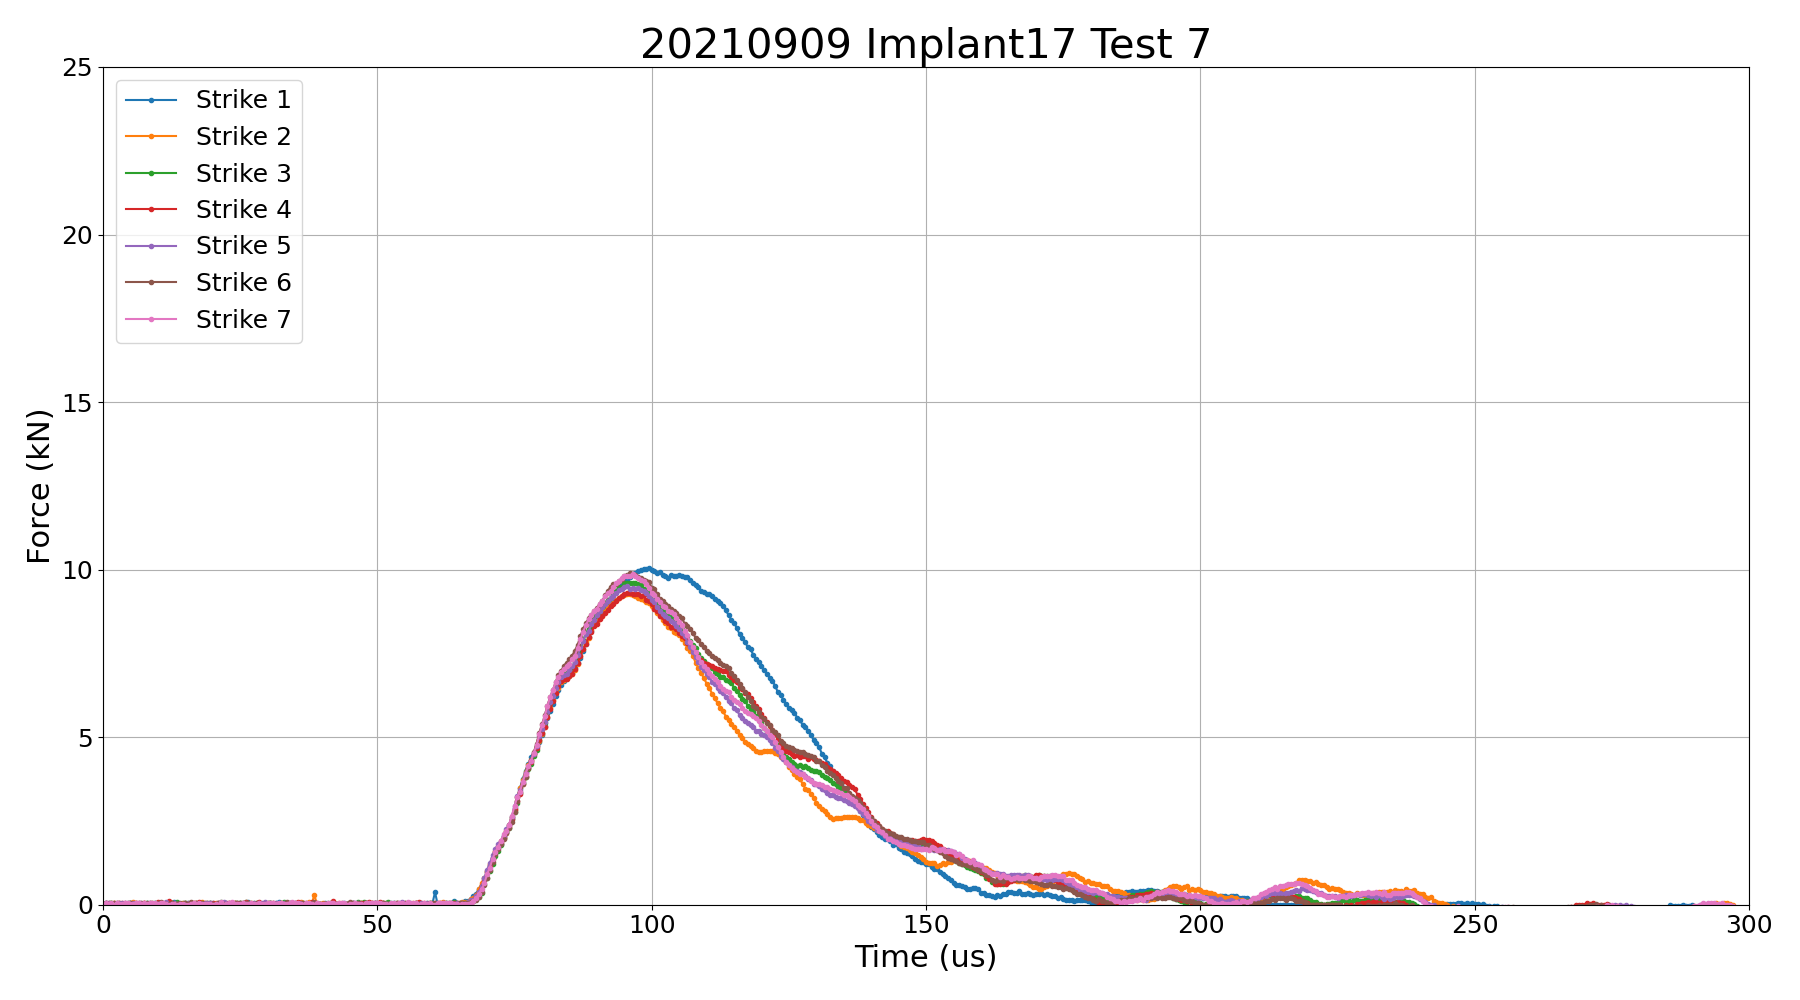 20210909 Implant17 Test 7
25
20
15
10
5
0
Force (kN)
Strike 1
Strike 2
Strike 3
Strike 4
Strike 5
Strike 6
Strike 7
0 50 100 150 200 250 300
Time (us)